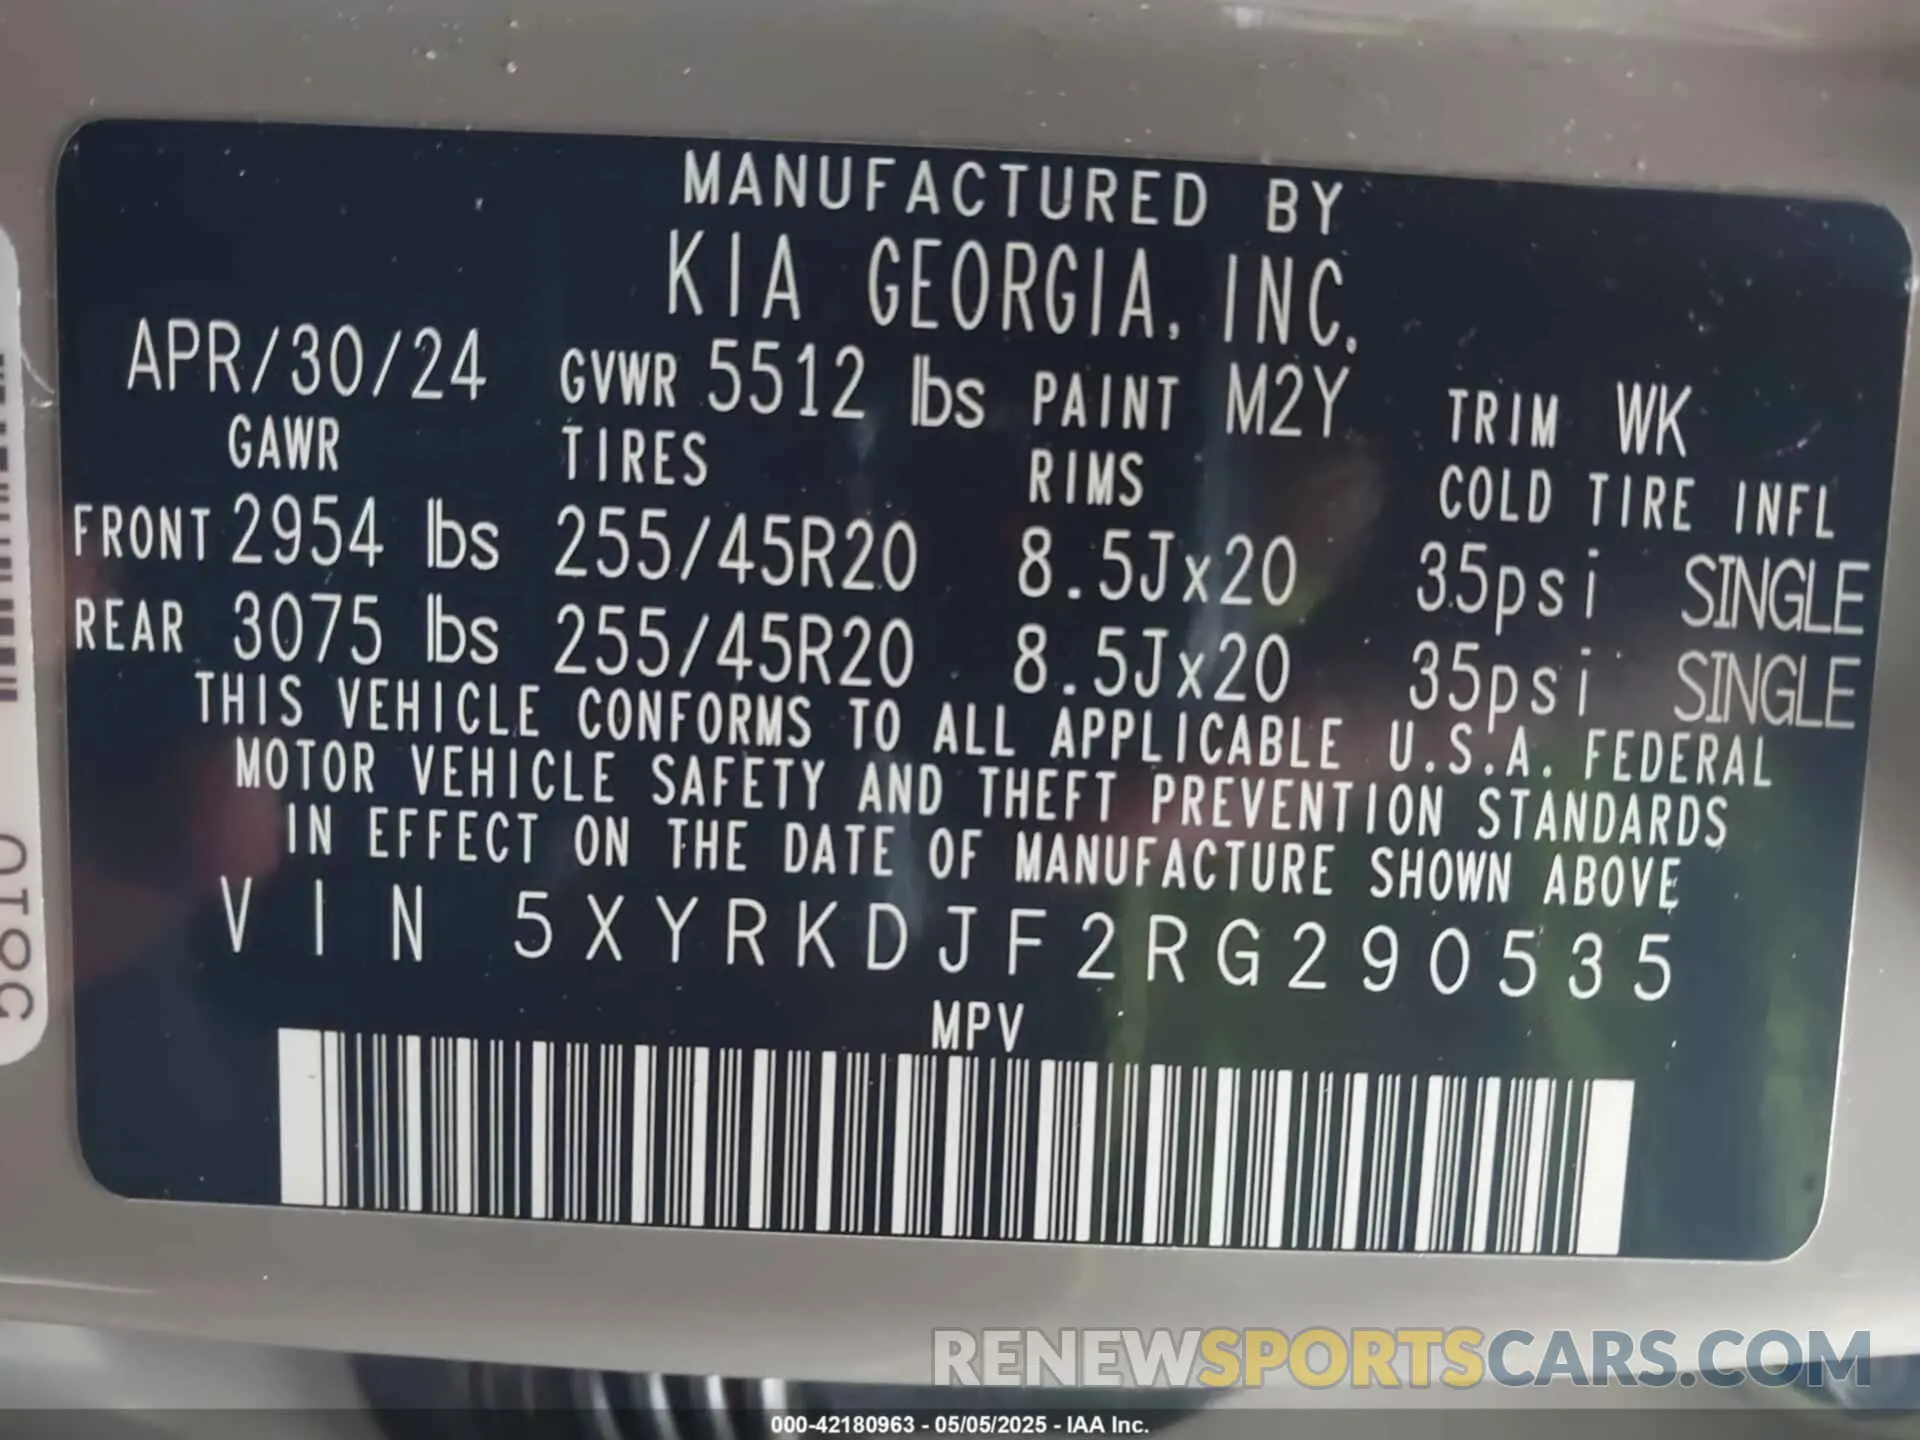 MANUFACTURED BY
KIA GEORGIA, INC.
APR/30/24 GVWR 5512 lbs PAINT M2Y TRIM WK
GAWR TIRES RIMS COLD TIRE INFL
FRONT 2954 lbs 255/45R20 8.5Jx20 35psi SINGLE
REAR 3075 lbs 255/45R20 8.5Jx20 35psi SINGLE
THIS VEHICLE CONFORMS TO ALL APPLICABLE U.S.A. FEDERAL
MOTOR VEHICLE SAFETY AND THEFT PREVENTION STANDARDS
IN EFFECT ON THE DATE OF MANUFACTURE SHOWN ABOVE
VIN 5XYRKDJF2RG290535
MPV
018C
RENEWSPORTSCARS.COM
000-42180963 - 05/05/2025 - IAA Inc.